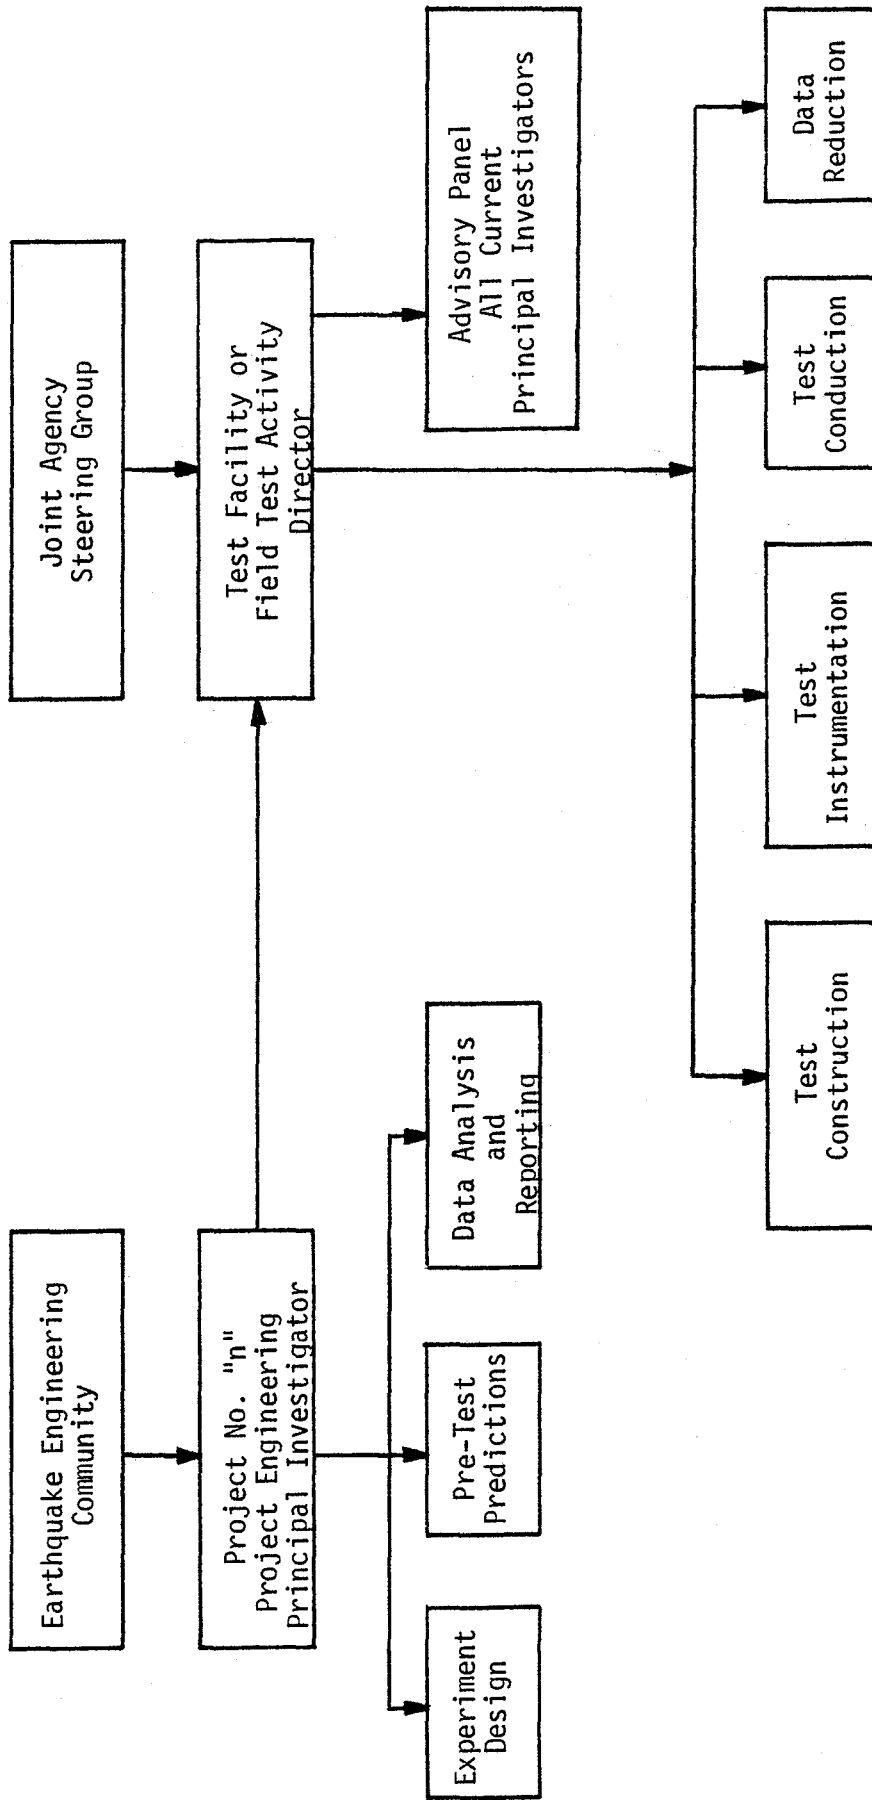 Earthquake Engineering
Community
Joint Agency
Steering Group
Project No. "n"
Project Engineering
Principal Investigator
Test Facility or
Field Test Activity
Director
Experiment
Design
Pre-Test
Predictions
Data Analysis
and
Reporting
Advisory Panel
All Current
Principal Investigators
Test
Construction
Test
Instrumentation
Test
Conduction
Data
Reduction